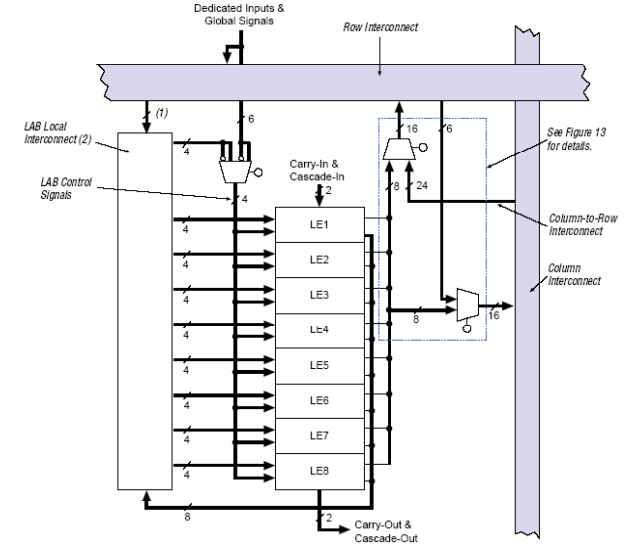 Dedicated Inputs &
Global Signals
Row Interconnect
(1)
6
16
6
LAB Local
Interconnect (2)
4
See Figure 13
for details.
Carry-In &
Cascade-In
2
8
24
LAB Control
Signals
4
LE1
4
Column-to-Row
Interconnect
LE2
4
Column
Interconnect
LE3
4
8
16
LE4
4
LE5
4
LE6
4
LE7
4
LE8
4
8
2
Carry-Out &
Cascade-Out